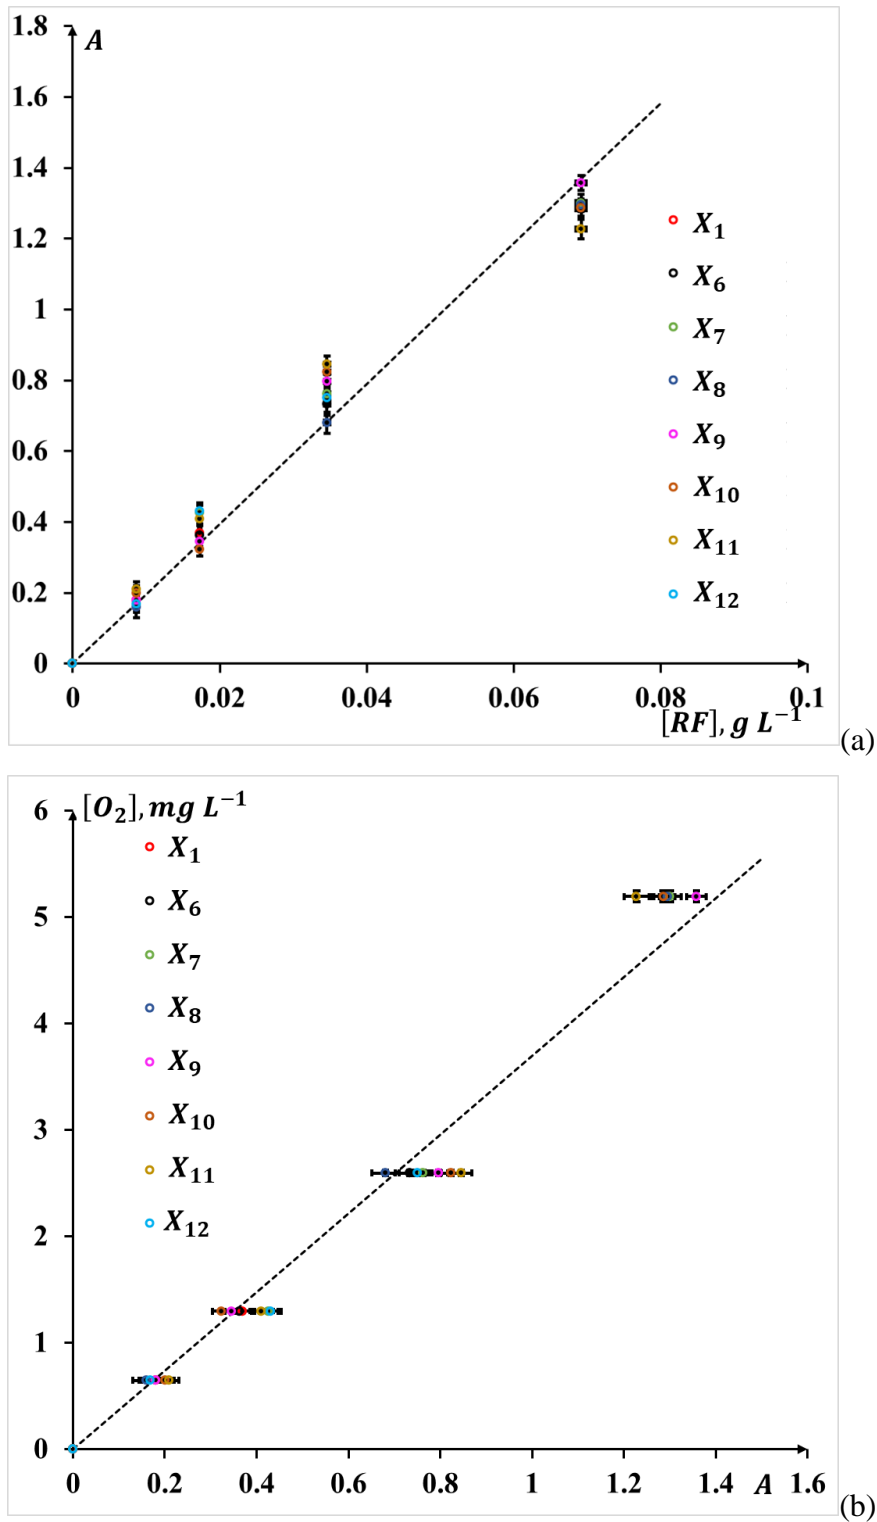 1.8
A
1.6
1.4
1.2
1
0.8
0.6
0.4
0.2
0
X₁
X₆
X₇
X₈
X₉
X₁₀
X₁₁
X₁₂
0 0.02 0.04 0.06 0.08 0.1
[RF], g L⁻¹
(a)
6 [O₂], mg L⁻¹
5
4
3
2
1
0
X₁
X₆
X₇
X₈
X₉
X₁₀
X₁₁
X₁₂
0 0.2 0.4 0.6 0.8 1 1.2 1.4 A 1.6
(b)